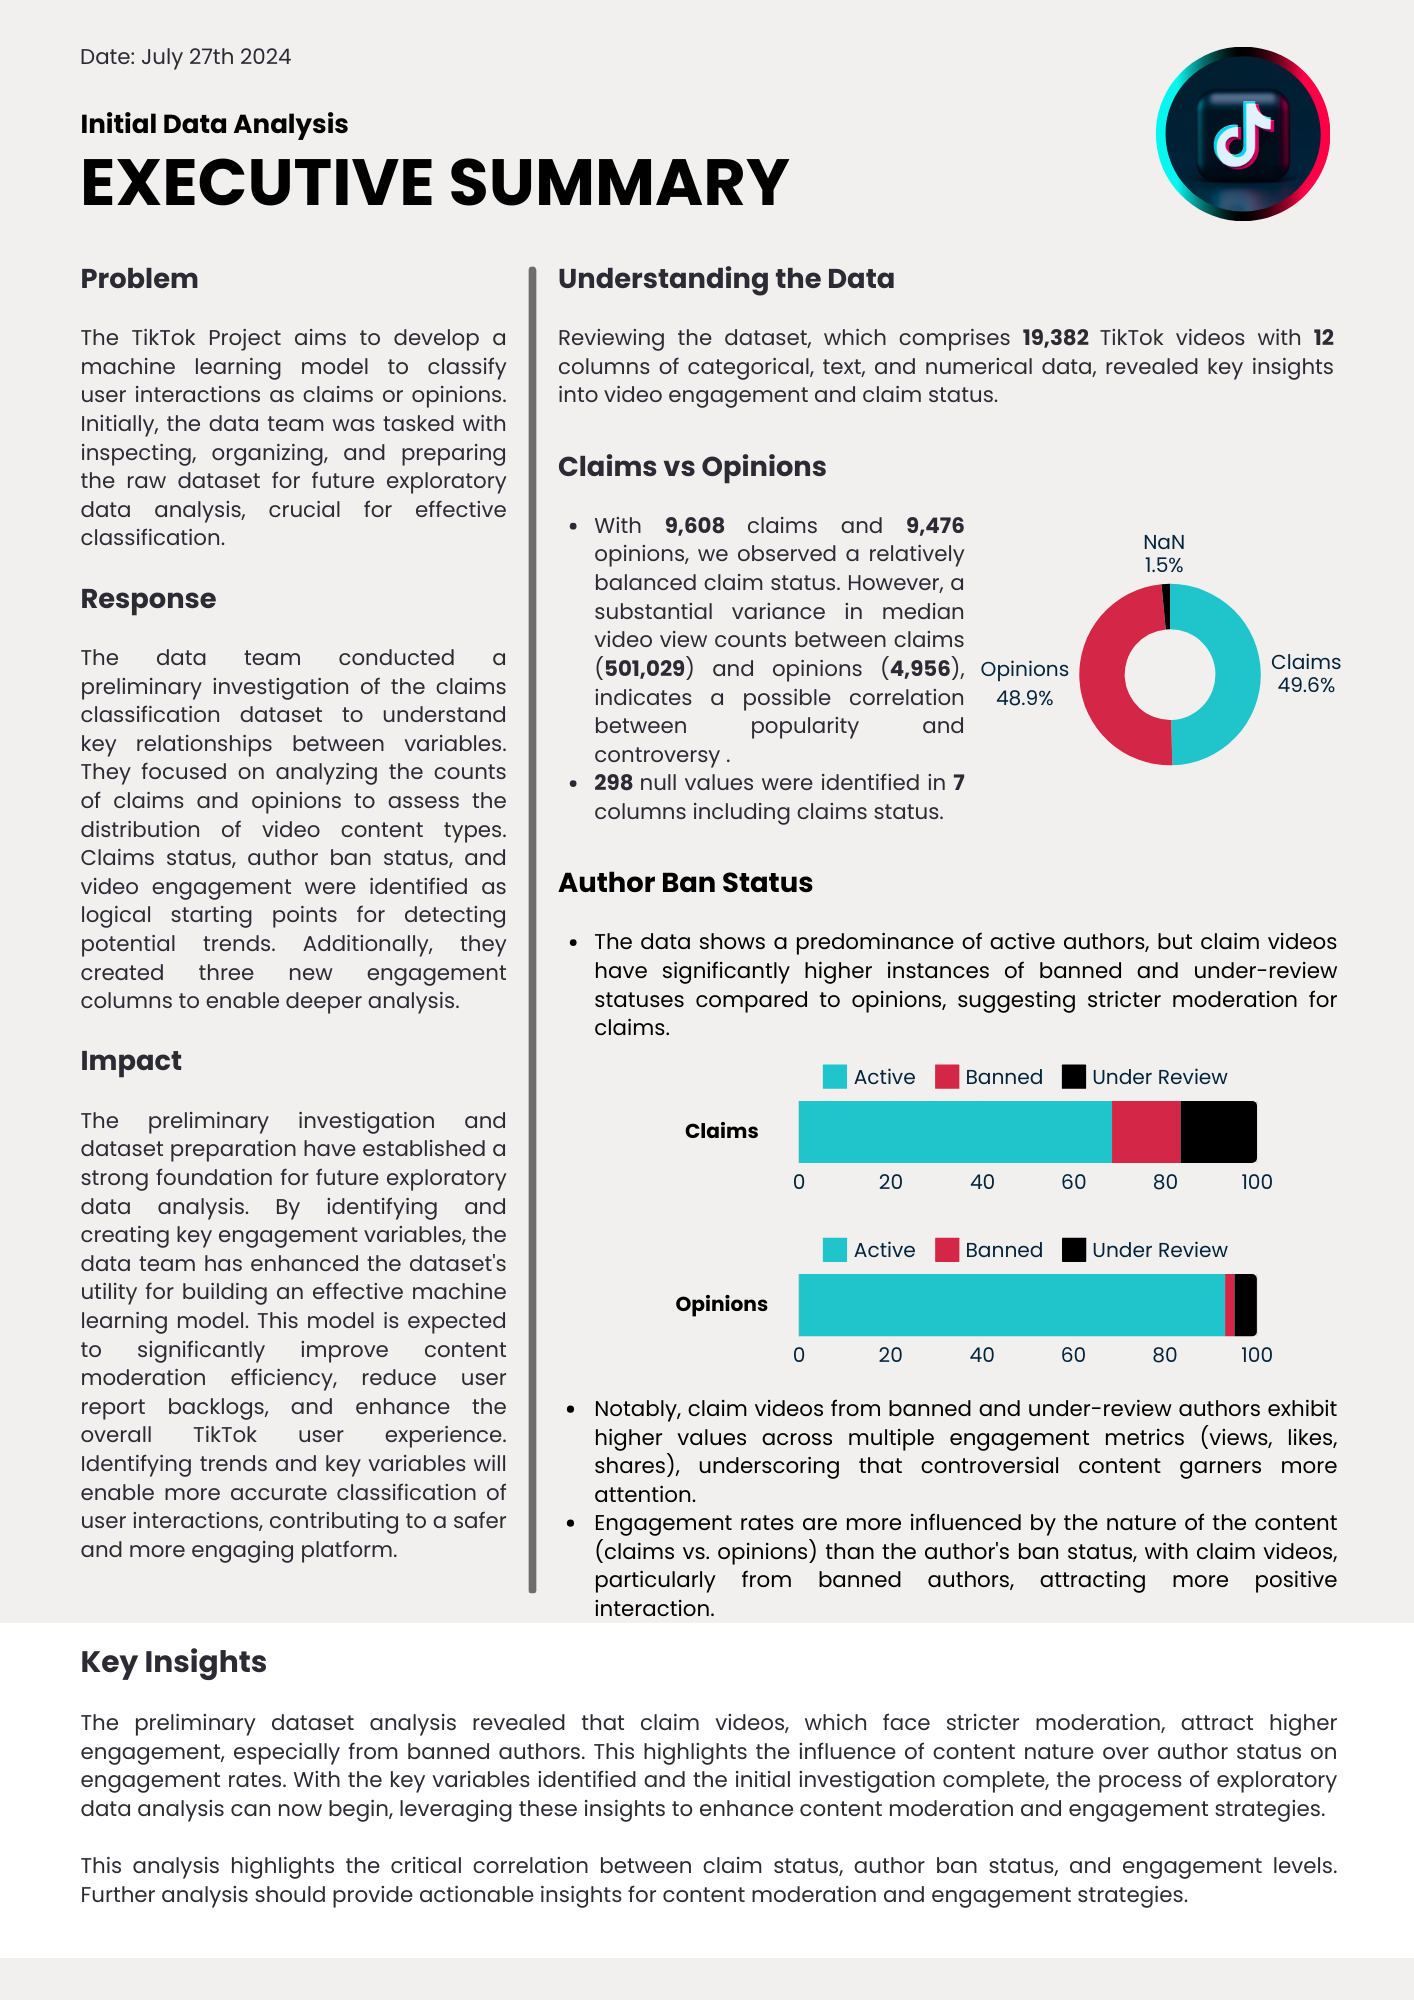 Date: July 27th 2024
Initial Data Analysis
EXECUTIVE SUMMARY
Problem
The TikTok Project aims to develop a
machine learning model to classify
user interactions as claims or opinions.
Initially, the data team was tasked with
inspecting, organizing, and preparing
the raw dataset for future exploratory
data analysis, crucial for effective
classification.
Response
The data team conducted a
preliminary investigation of the claims
classification dataset to understand
key relationships between variables.
They focused on analyzing the counts
of claims and opinions to assess the
distribution of video content types.
Claims status, author ban status, and
video engagement were identified as
logical starting points for detecting
potential trends. Additionally, they
created three new engagement
columns to enable deeper analysis.
Impact
The preliminary investigation and
dataset preparation have established a
strong foundation for future exploratory
data analysis. By identifying and
creating key engagement variables, the
data team has enhanced the dataset's
utility for building an effective machine
learning model. This model is expected
to significantly improve content
moderation efficiency, reduce user
report backlogs, and enhance the
overall TikTok user experience.
Identifying trends and key variables will
enable more accurate classification of
user interactions, contributing to a safer
and more engaging platform.
Understanding the Data
Reviewing the dataset, which comprises 19,382 TikTok videos with 12
columns of categorical, text, and numerical data, revealed key insights
into video engagement and claim status.
Claims vs Opinions
• With 9,608 claims and 9,476
opinions, we observed a relatively
balanced claim status. However, a
substantial variance in median
video view counts between claims
(501,029) and opinions (4,956),
indicates a possible correlation
between popularity and
controversy .
• 298 null values were identified in 7
columns including claims status.
NaN
1.5%
Opinions
48.9%
Claims
49.6%
Author Ban Status
• The data shows a predominance of active authors, but claim videos
have significantly higher instances of banned and under-review
statuses compared to opinions, suggesting stricter moderation for
claims.
Active Banned Under Review
Claims
0 20 40 60 80 100
Active Banned Under Review
Opinions
0 20 40 60 80 100
• Notably, claim videos from banned and under-review authors exhibit
higher values across multiple engagement metrics (views, likes,
shares), underscoring that controversial content garners more
attention.
• Engagement rates are more influenced by the nature of the content
(claims vs. opinions) than the author's ban status, with claim videos,
particularly from banned authors, attracting more positive
interaction.
Key Insights
The preliminary dataset analysis revealed that claim videos, which face stricter moderation, attract higher
engagement, especially from banned authors. This highlights the influence of content nature over author status on
engagement rates. With the key variables identified and the initial investigation complete, the process of exploratory
data analysis can now begin, leveraging these insights to enhance content moderation and engagement strategies.
This analysis highlights the critical correlation between claim status, author ban status, and engagement levels.
Further analysis should provide actionable insights for content moderation and engagement strategies.